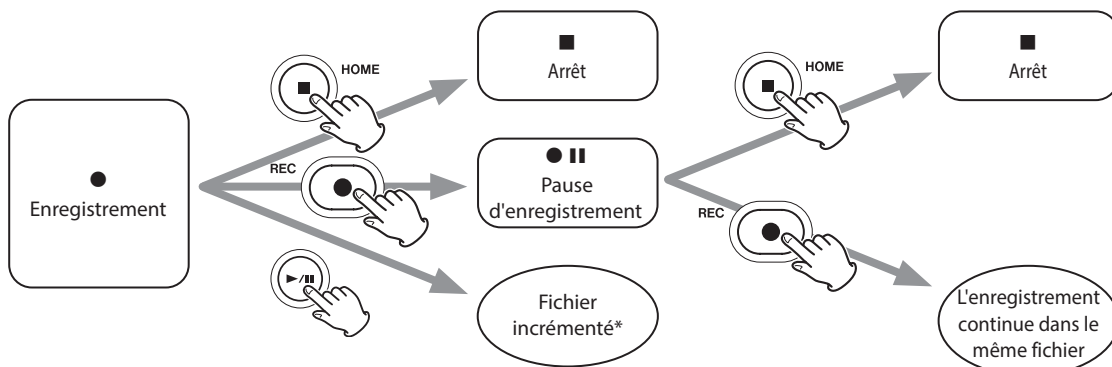 Enregistrement
HOME
Arrêt
REC
Pause
d'enregistrement
Fichier
incrémenté*
HOME
Arrêt
REC
L'enregistrement
continue dans le
même fichier